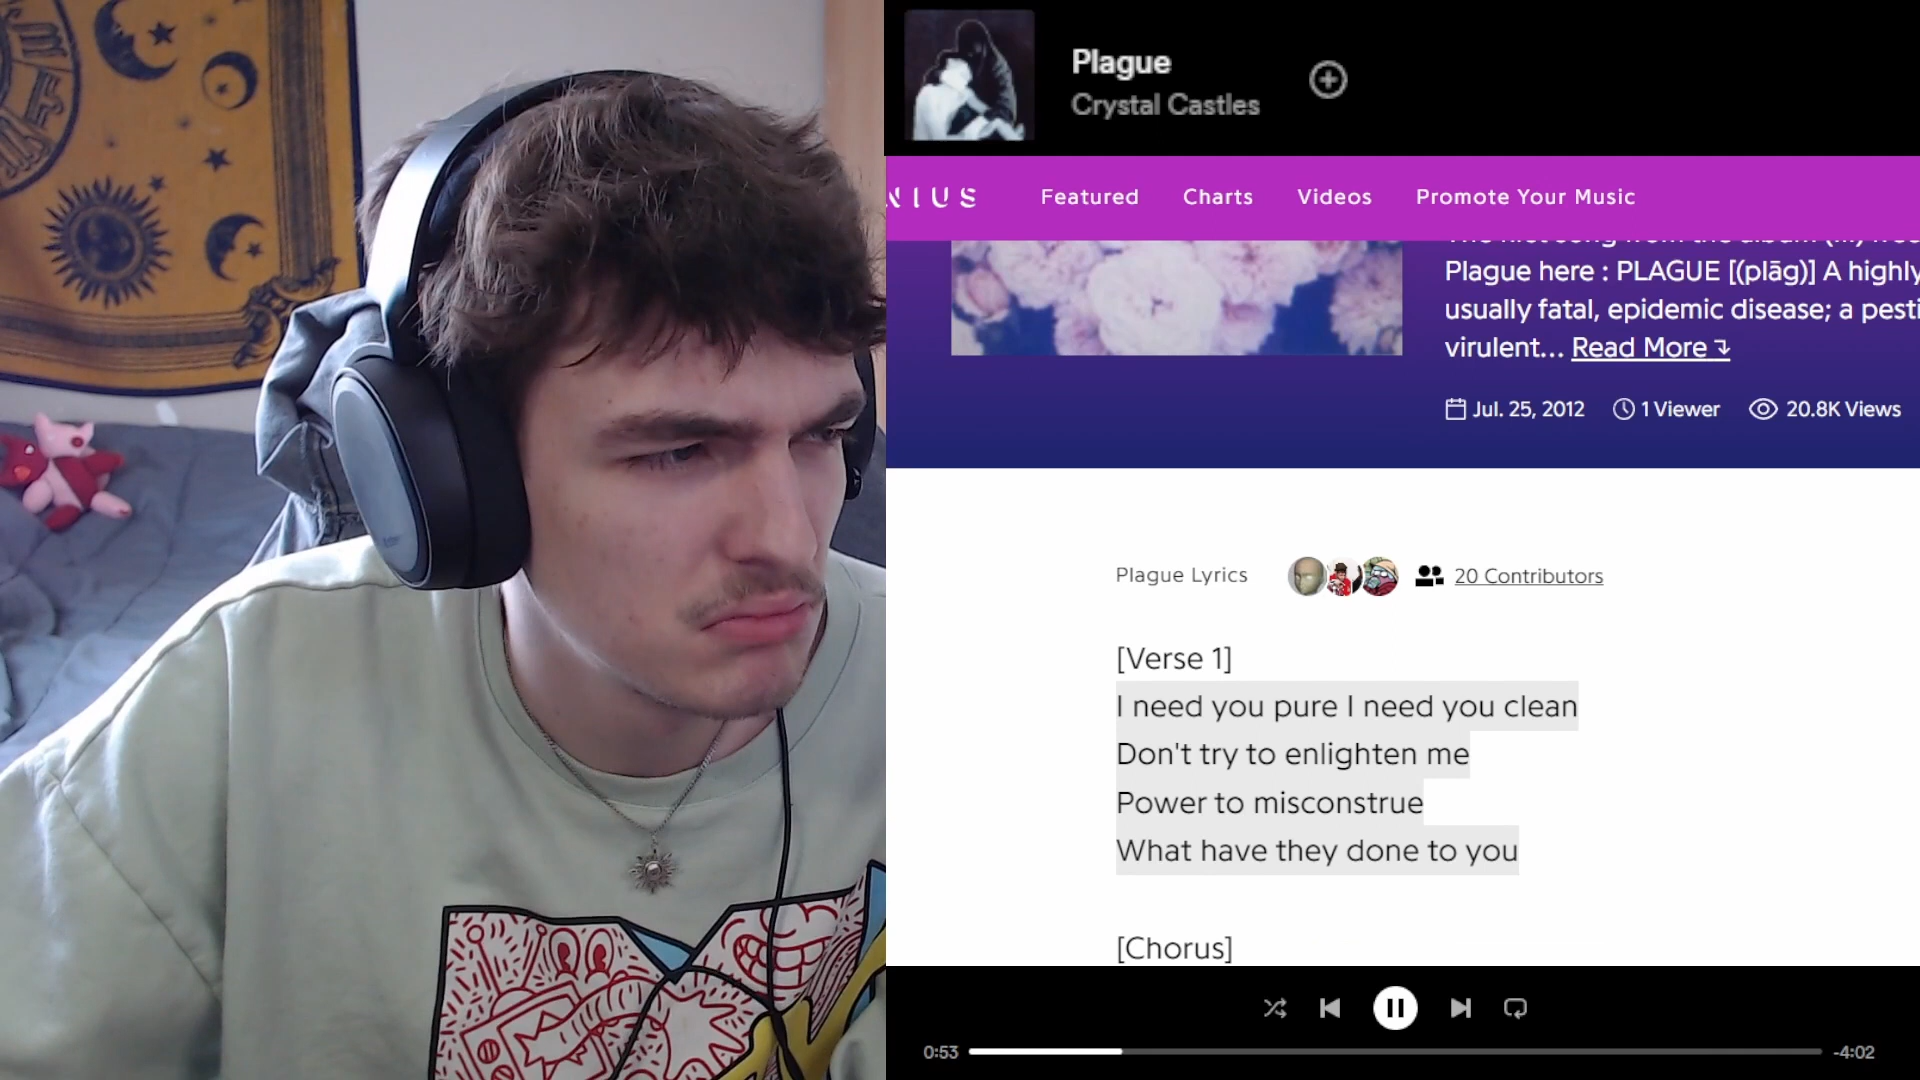 Plague
Crystal Castles
NIUS Featured Charts Videos Promote Your Music
Plague here : PLAGUE [(plāg)] A highly
usually fatal, epidemic disease; a pesti
virulent... Read More
Jul. 25, 2012 1 Viewer 20.8K Views
Plague Lyrics 20 Contributors
[Verse 1]
I need you pure I need you clean
Don't try to enlighten me
Power to misconstrue
What have they done to you
[Chorus]
0:53 -4:02